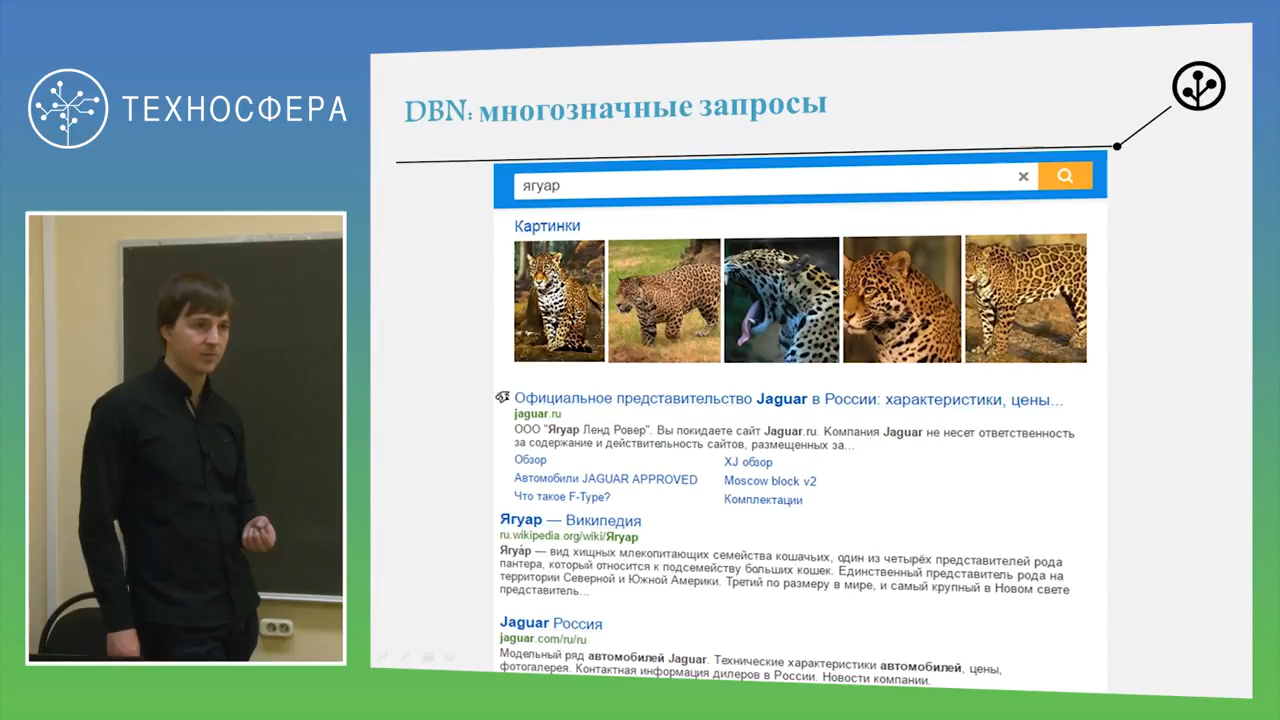 ТЕХНОСФЕРА
DBN: многозначные запросы
ягуар
Картинки
Официальное представительство Jaguar в России: характеристики, цены...
jaguar.ru
ООО "Ягуар Ленд Ровер". Вы покидаете сайт Jaguar.ru. Компания Jaguar не несет ответственность
за содержание и действительность сайтов, размещенных за...
Обзор
XJ обзор
Автомобили JAGUAR APPROVED
Moscow block v2
Что такое F-Type?
Комплектации
Ягуар — Википедия
ru.wikipedia.org/wiki/Ягуар
Ягуа́р — вид хищных млекопитающих семейства кошачьих, один из четырёх представителей рода
пантера, который относится к подсемейству больших кошек. Единственный представитель рода на
территории Северной и Южной Америки. Третий по размеру в мире, и самый крупный в Новом свете
представитель...
Jaguar Россия
jaguar.com/ru/ru
Модельный ряд автомобилей Jaguar. Технические характеристики автомобилей, цены,
фотогалерея. Контактная информация дилеров в России. Новости компании.